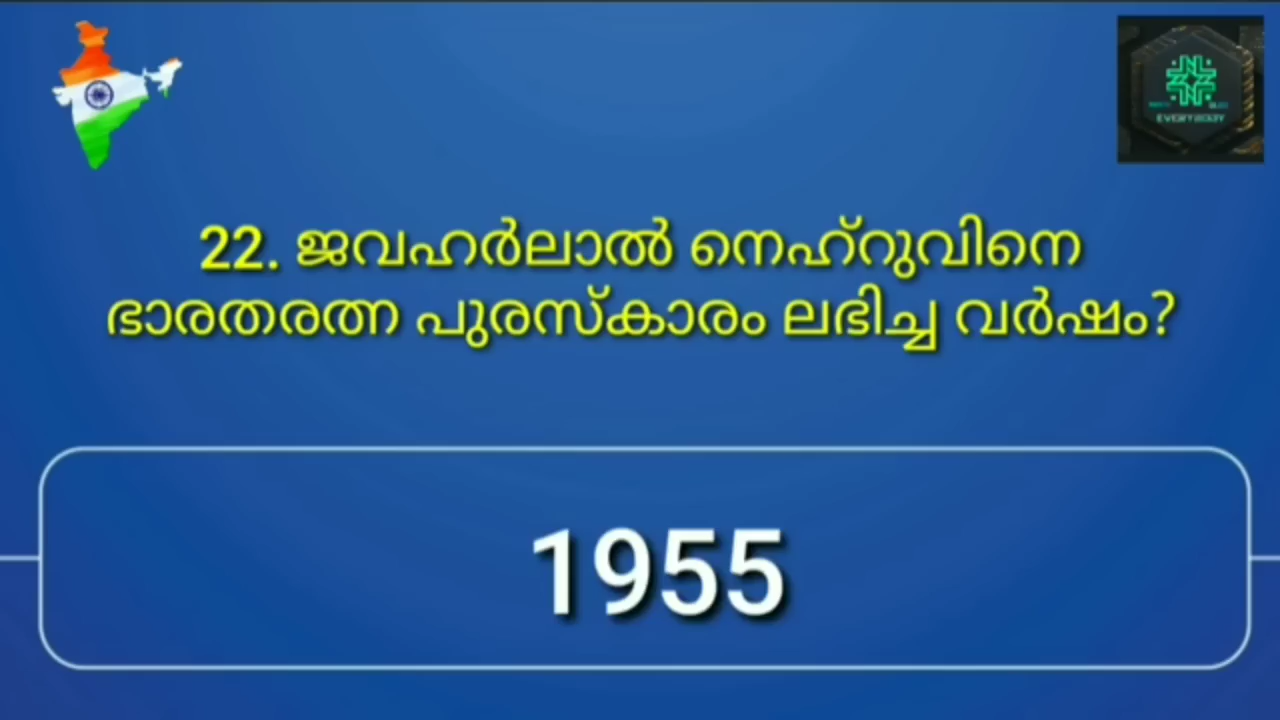 22. ജവഹർലാൽ നെഹ്റുവിനെ
ഭാരതരത്ന പുരസ്കാരം ലഭിച്ച വർഷം?
1955